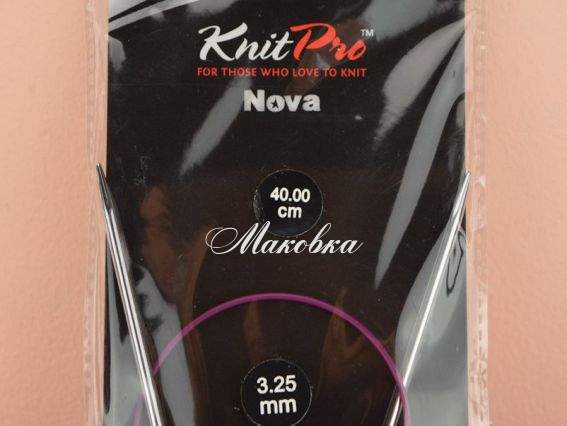 KnitPro™
FOR THOSE WHO LOVE TO KNIT
Nova
40.00
cm
Маковка
3.25
mm